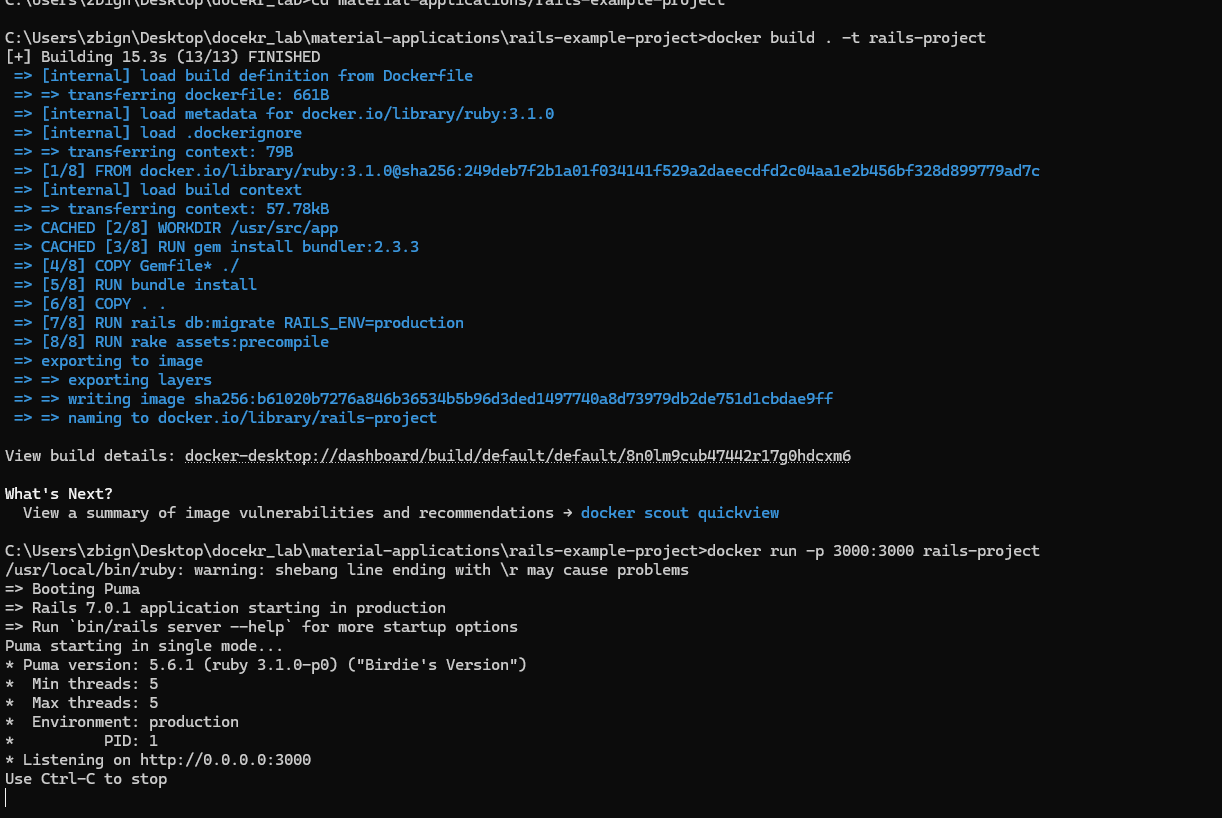 C:\Users\zbign\Desktop\docekr_lab>cd material-applications/rails-example-project
C:\Users\zbign\Desktop\docekr_lab\material-applications\rails-example-project>docker build . -t rails-project
[+] Building 15.3s (13/13) FINISHED
=> [internal] load build definition from Dockerfile
=> => transferring dockerfile: 661B
=> [internal] load metadata for docker.io/library/ruby:3.1.0
=> [internal] load .dockerignore
=> => transferring context: 79B
=> [1/8] FROM docker.io/library/ruby:3.1.0@sha256:249deb7f2b1a01f034141f529a2daeecdfd2c04aa1e2b456bf328d899779ad7c
=> [internal] load build context
=> => transferring context: 57.78kB
=> CACHED [2/8] WORKDIR /usr/src/app
=> CACHED [3/8] RUN gem install bundler:2.3.3
=> [4/8] COPY Gemfile* ./
=> [5/8] RUN bundle install
=> [6/8] COPY . .
=> [7/8] RUN rails db:migrate RAILS_ENV=production
=> [8/8] RUN rake assets:precompile
=> exporting to image
=> => exporting layers
=> => writing image sha256:b61020b7276a846b36534b5b96d3ded1497740a8d73979db2de751d1cbdae9ff
=> => naming to docker.io/library/rails-project
View build details: docker-desktop://dashboard/build/default/default/8n0lm9cub47442r17g0hdcxm6
What's Next?
View a summary of image vulnerabilities and recommendations → docker scout quickview
C:\Users\zbign\Desktop\docekr_lab\material-applications\rails-example-project>docker run -p 3000:3000 rails-project
/usr/local/bin/ruby: warning: shebang line ending with \r may cause problems
=> Booting Puma
=> Rails 7.0.1 application starting in production
=> Run `bin/rails server --help` for more startup options
Puma starting in single mode...
* Puma version: 5.6.1 (ruby 3.1.0-p0) ("Birdie's Version")
*  Min threads: 5
*  Max threads: 5
*  Environment: production
*          PID: 1
* Listening on http://0.0.0.0:3000
Use Ctrl-C to stop